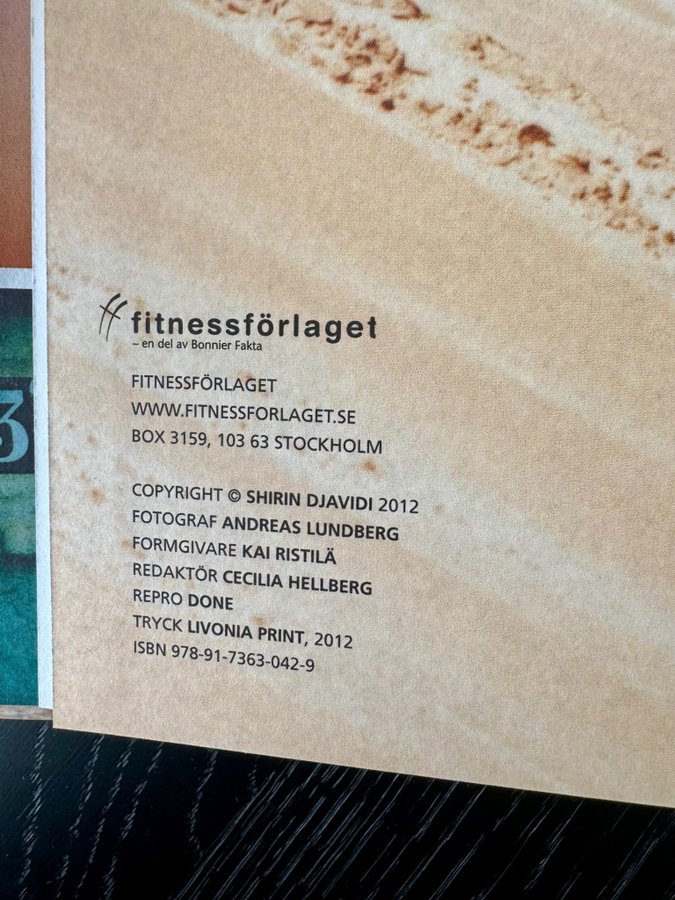 3
fitnessförlaget
– en del av Bonnier Fakta
FITNESSFÖRLAGET
WWW.FITNESSFORLAGET.SE
BOX 3159, 103 63 STOCKHOLM
COPYRIGHT © SHIRIN DJAVIDI 2012
FOTOGRAF ANDREAS LUNDBERG
FORMGIVARE KAI RISTILÄ
REDAKTÖR CECILIA HELLBERG
REPRO DONE
TRYCK LIVONIA PRINT, 2012
ISBN 978-91-7363-042-9